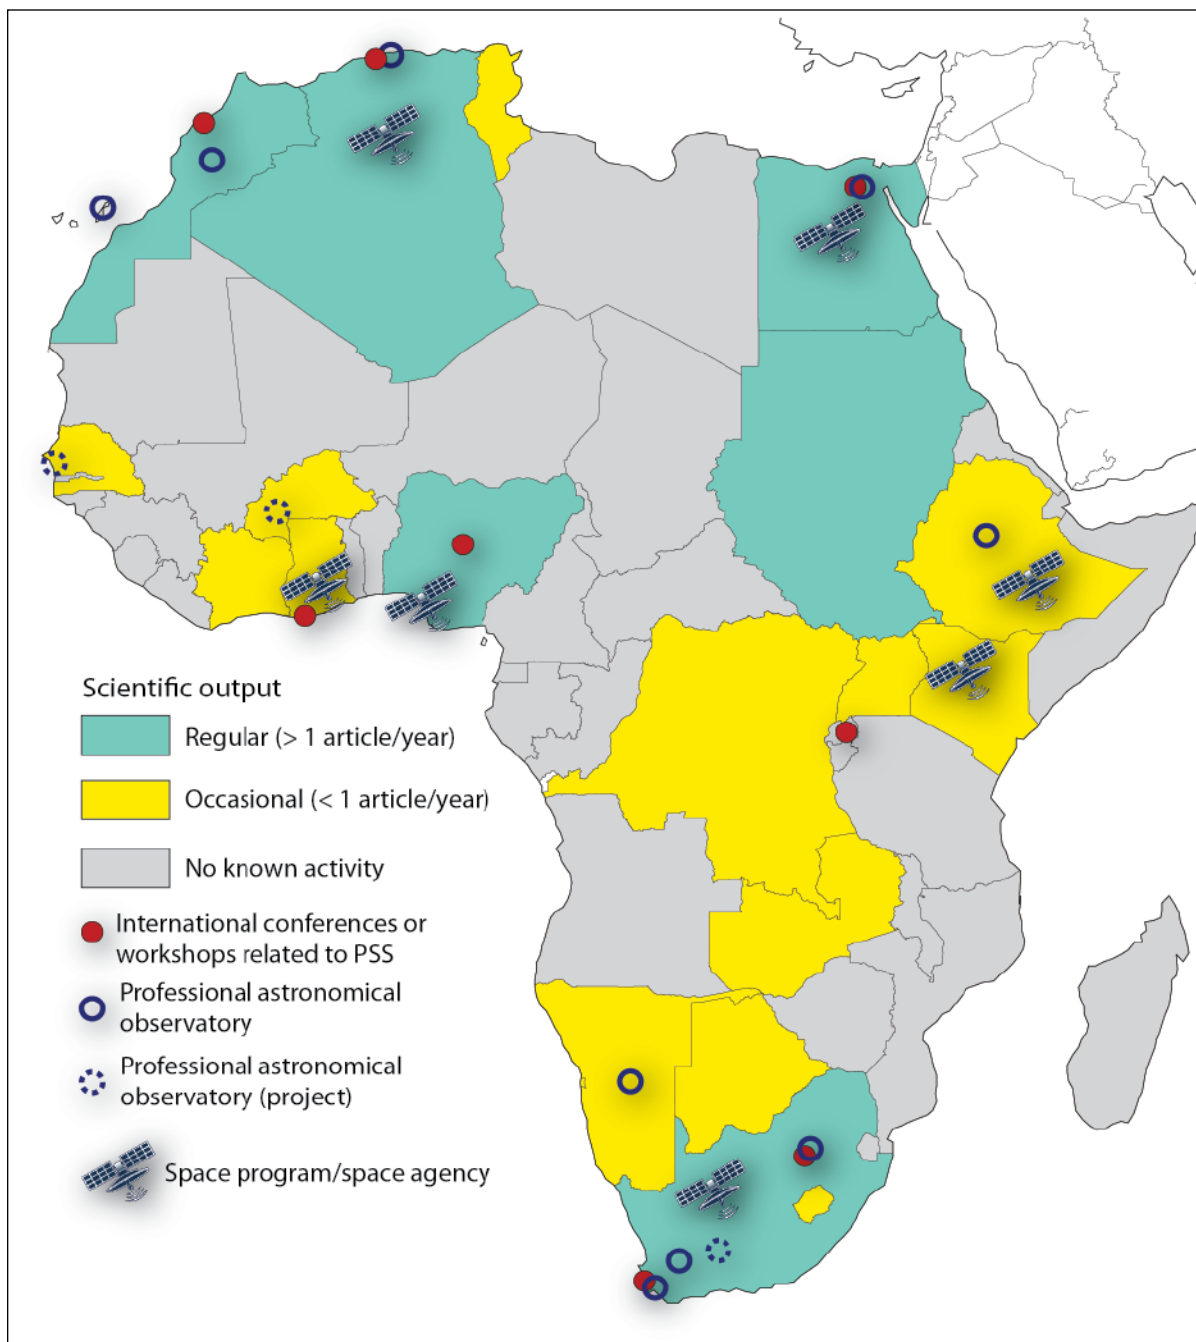 Scientific output
Regular (> 1 article/year)
Occasional (< 1 article/year)
No known activity
International conferences or
workshops related to PSS
Professional astronomical
observatory
Professional astronomical
observatory (project)
Space program/space agency